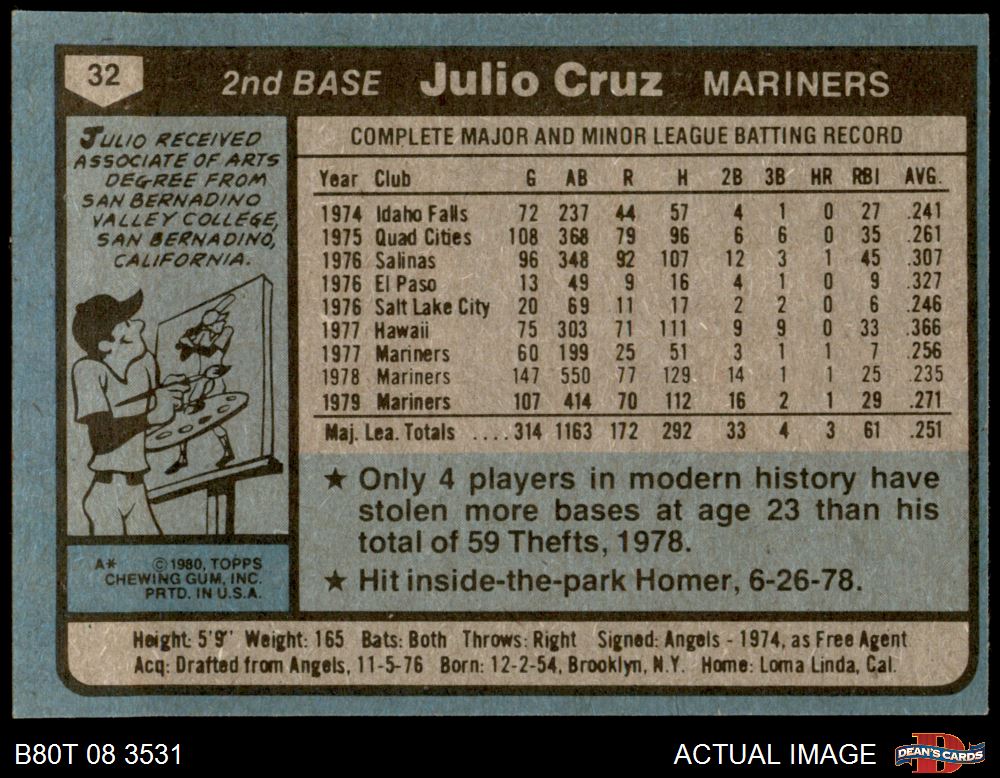 32 2nd BASE Julio Cruz MARINERS
JULIO RECEIVED
ASSOCIATE OF ARTS
DEGREE FROM
SAN BERNADINO
VALLEY COLLEGE,
SAN BERNADINO,
CALIFORNIA.
A* ©1980, TOPPS
CHEWING GUM, INC.
PRTD. IN U.S.A.
COMPLETE MAJOR AND MINOR LEAGUE BATTING RECORD
Year Club G AB R H 2B 3B HR RBI AVG.
1974 Idaho Falls 72 237 44 57 4 1 0 27 .241
1975 Quad Cities 108 368 79 96 6 6 0 35 .261
1976 Salinas 96 348 92 107 12 3 1 45 .307
1976 El Paso 13 49 9 16 4 1 0 9 .327
1976 Salt Lake City 20 69 11 17 2 2 0 6 .246
1977 Hawaii 75 303 71 111 9 9 0 33 .366
1977 Mariners 60 199 25 51 3 1 1 7 .256
1978 Mariners 147 550 77 129 14 1 1 25 .235
1979 Mariners 107 414 70 112 16 2 1 29 .271
Maj. Lea. Totals ....314 1163 172 292 33 4 3 61 .251
★ Only 4 players in modern history have
stolen more bases at age 23 than his
total of 59 Thefts, 1978.
★ Hit inside-the-park Homer, 6-26-78.
Height: 5'9" Weight: 165 Bats: Both Throws: Right Signed: Angels - 1974, as Free Agent
Acq: Drafted from Angels, 11-5-76 Born: 12-2-54, Brooklyn, N.Y. Home: Loma Linda, Cal.
B80T 08 3531 ACTUAL IMAGE DEAN'S CARDS